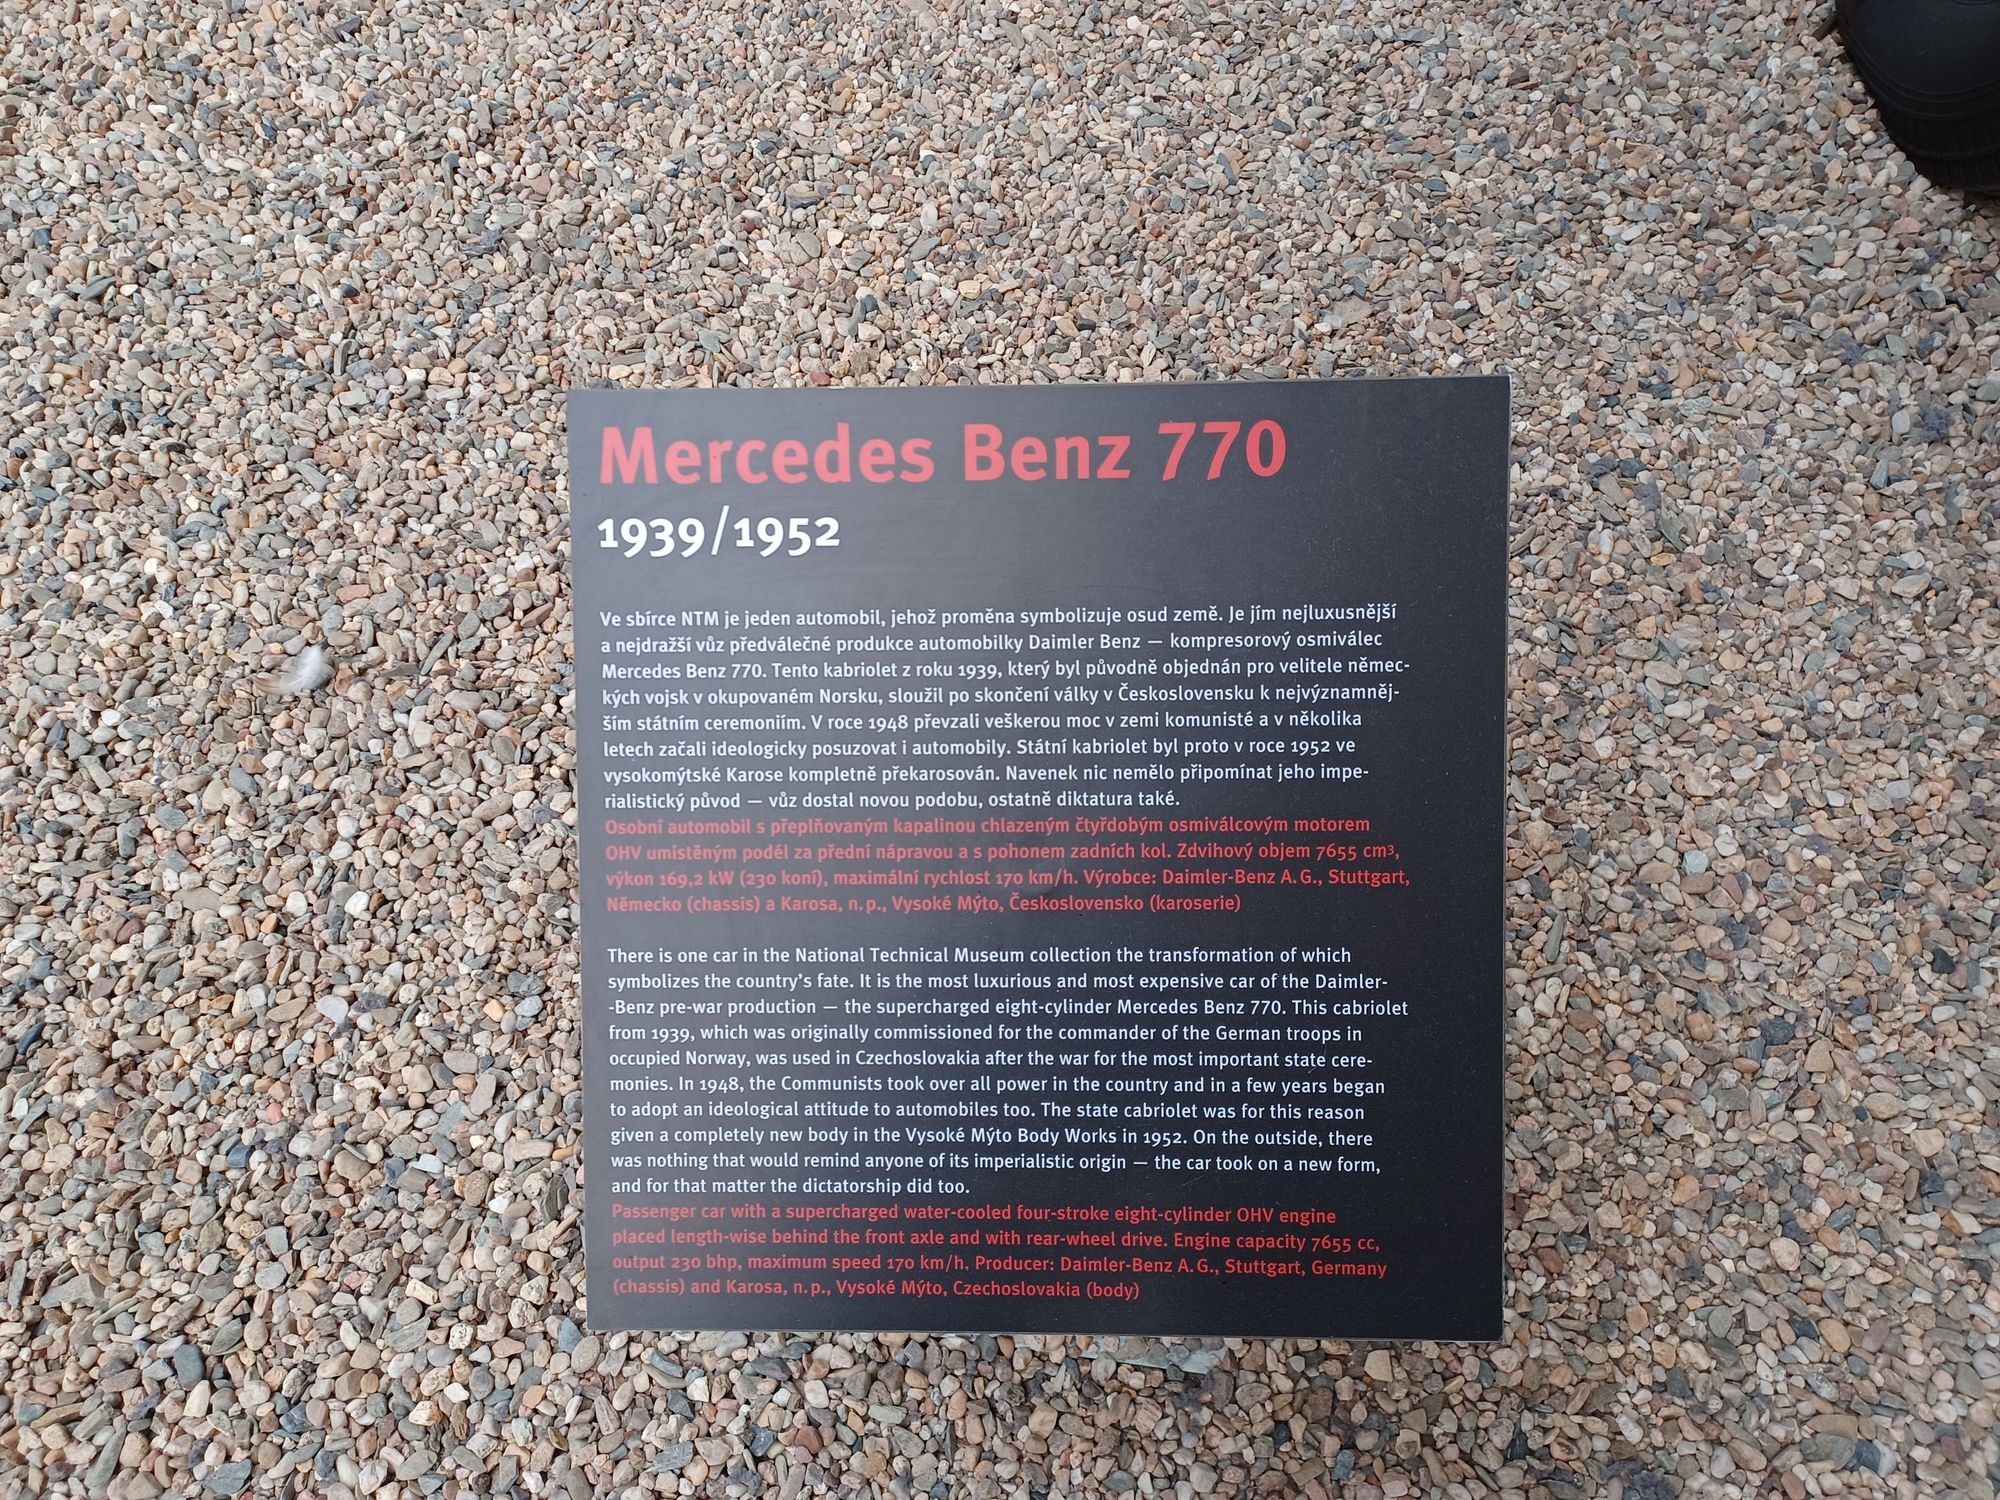 Mercedes Benz 770
1939/1952
Ve sbírce NTM je jeden automobil, jehož proměna symbolizuje osud země. Je jím nejluxusnější
a nejdražší vůz předválečné produkce automobilky Daimler Benz — kompresorový osmiválec
Mercedes Benz 770. Tento kabriolet z roku 1939, který byl původně objednán pro velitele němec-
kých vojsk v okupovaném Norsku, sloužil po skončení války v Československu k nejvýznamněj-
ším státním ceremoniím. V roce 1948 převzali veškerou moc v zemi komunisté a v několika
letech začali ideologicky posuzovat i automobily. Státní kabriolet byl proto v roce 1952 ve
vysokomýtské Karose kompletně překarosován. Navenek nic nemělo připomínat jeho impe-
rialistický původ — vůz dostal novou podobu, ostatně diktatura také.
Osobní automobil s přeplňovaným kapalinou chlazeným čtyřdobým osmiválcovým motorem
OHV umístěným podél za přední nápravou a s pohonem zadních kol. Zdvihový objem 7655 cm³,
výkon 169,2 kW (230 koní), maximální rychlost 170 km/h. Výrobce: Daimler-Benz A. G., Stuttgart,
Německo (chassis) a Karosa, n. p., Vysoké Mýto, Československo (karoserie)
There is one car in the National Technical Museum collection the transformation of which
symbolizes the country's fate. It is the most luxurious and most expensive car of the Daimler-
-Benz pre-war production — the supercharged eight-cylinder Mercedes Benz 770. This cabriolet
from 1939, which was originally commissioned for the commander of the German troops in
occupied Norway, was used in Czechoslovakia after the war for the most important state cere-
monies. In 1948, the Communists took over all power in the country and in a few years began
to adopt an ideological attitude to automobiles too. The state cabriolet was for this reason
given a completely new body in the Vysoké Mýto Body Works in 1952. On the outside, there
was nothing that would remind anyone of its imperialistic origin — the car took on a new form,
and for that matter the dictatorship did too.
Passenger car with a supercharged water-cooled four-stroke eight-cylinder OHV engine
placed length-wise behind the front axle and with rear-wheel drive. Engine capacity 7655 cc,
output 230 bhp, maximum speed 170 km/h. Producer: Daimler-Benz A. G., Stuttgart, Germany
(chassis) and Karosa, n. p., Vysoké Mýto, Czechoslovakia (body)